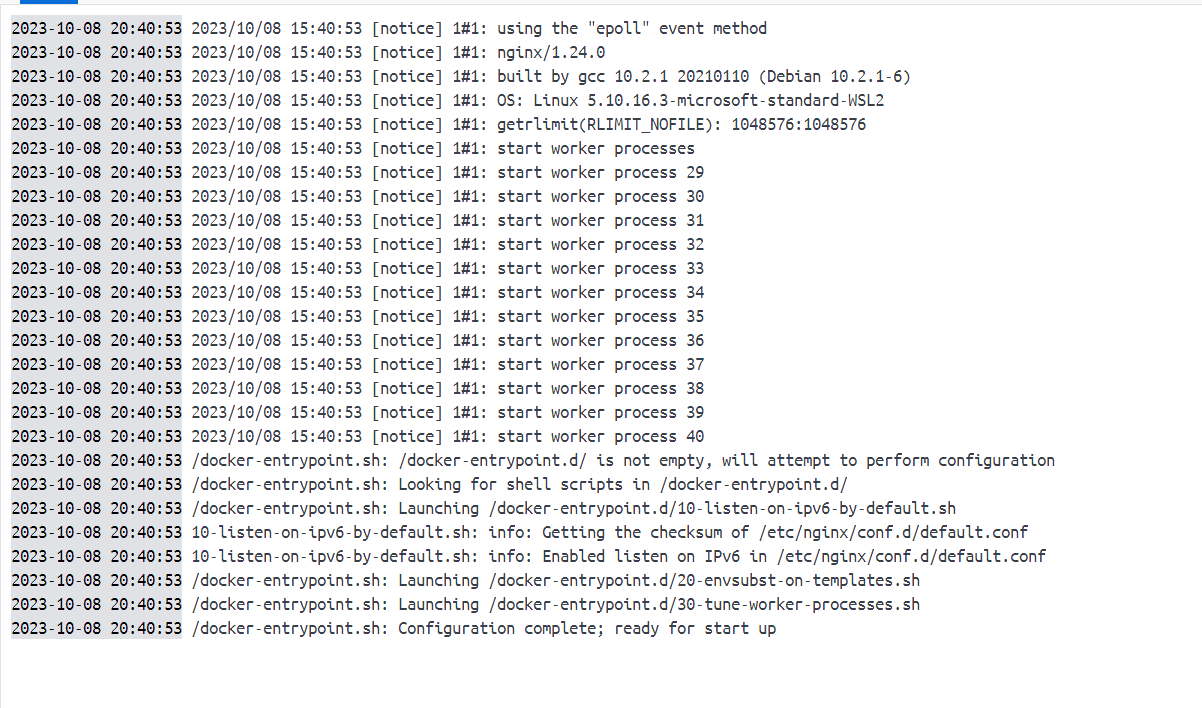 2023-10-08 20:40:53 2023/10/08 15:40:53 [notice] 1#1: using the "epoll" event method
2023-10-08 20:40:53 2023/10/08 15:40:53 [notice] 1#1: nginx/1.24.0
2023-10-08 20:40:53 2023/10/08 15:40:53 [notice] 1#1: built by gcc 10.2.1 20210110 (Debian 10.2.1-6)
2023-10-08 20:40:53 2023/10/08 15:40:53 [notice] 1#1: OS: Linux 5.10.16.3-microsoft-standard-WSL2
2023-10-08 20:40:53 2023/10/08 15:40:53 [notice] 1#1: getrlimit(RLIMIT_NOFILE): 1048576:1048576
2023-10-08 20:40:53 2023/10/08 15:40:53 [notice] 1#1: start worker processes
2023-10-08 20:40:53 2023/10/08 15:40:53 [notice] 1#1: start worker process 29
2023-10-08 20:40:53 2023/10/08 15:40:53 [notice] 1#1: start worker process 30
2023-10-08 20:40:53 2023/10/08 15:40:53 [notice] 1#1: start worker process 31
2023-10-08 20:40:53 2023/10/08 15:40:53 [notice] 1#1: start worker process 32
2023-10-08 20:40:53 2023/10/08 15:40:53 [notice] 1#1: start worker process 33
2023-10-08 20:40:53 2023/10/08 15:40:53 [notice] 1#1: start worker process 34
2023-10-08 20:40:53 2023/10/08 15:40:53 [notice] 1#1: start worker process 35
2023-10-08 20:40:53 2023/10/08 15:40:53 [notice] 1#1: start worker process 36
2023-10-08 20:40:53 2023/10/08 15:40:53 [notice] 1#1: start worker process 37
2023-10-08 20:40:53 2023/10/08 15:40:53 [notice] 1#1: start worker process 38
2023-10-08 20:40:53 2023/10/08 15:40:53 [notice] 1#1: start worker process 39
2023-10-08 20:40:53 2023/10/08 15:40:53 [notice] 1#1: start worker process 40
2023-10-08 20:40:53 /docker-entrypoint.sh: /docker-entrypoint.d/ is not empty, will attempt to perform configuration
2023-10-08 20:40:53 /docker-entrypoint.sh: Looking for shell scripts in /docker-entrypoint.d/
2023-10-08 20:40:53 /docker-entrypoint.sh: Launching /docker-entrypoint.d/10-listen-on-ipv6-by-default.sh
2023-10-08 20:40:53 10-listen-on-ipv6-by-default.sh: info: Getting the checksum of /etc/nginx/conf.d/default.conf
2023-10-08 20:40:53 10-listen-on-ipv6-by-default.sh: info: Enabled listen on IPv6 in /etc/nginx/conf.d/default.conf
2023-10-08 20:40:53 /docker-entrypoint.sh: Launching /docker-entrypoint.d/20-envsubst-on-templates.sh
2023-10-08 20:40:53 /docker-entrypoint.sh: Launching /docker-entrypoint.d/30-tune-worker-processes.sh
2023-10-08 20:40:53 /docker-entrypoint.sh: Configuration complete; ready for start up